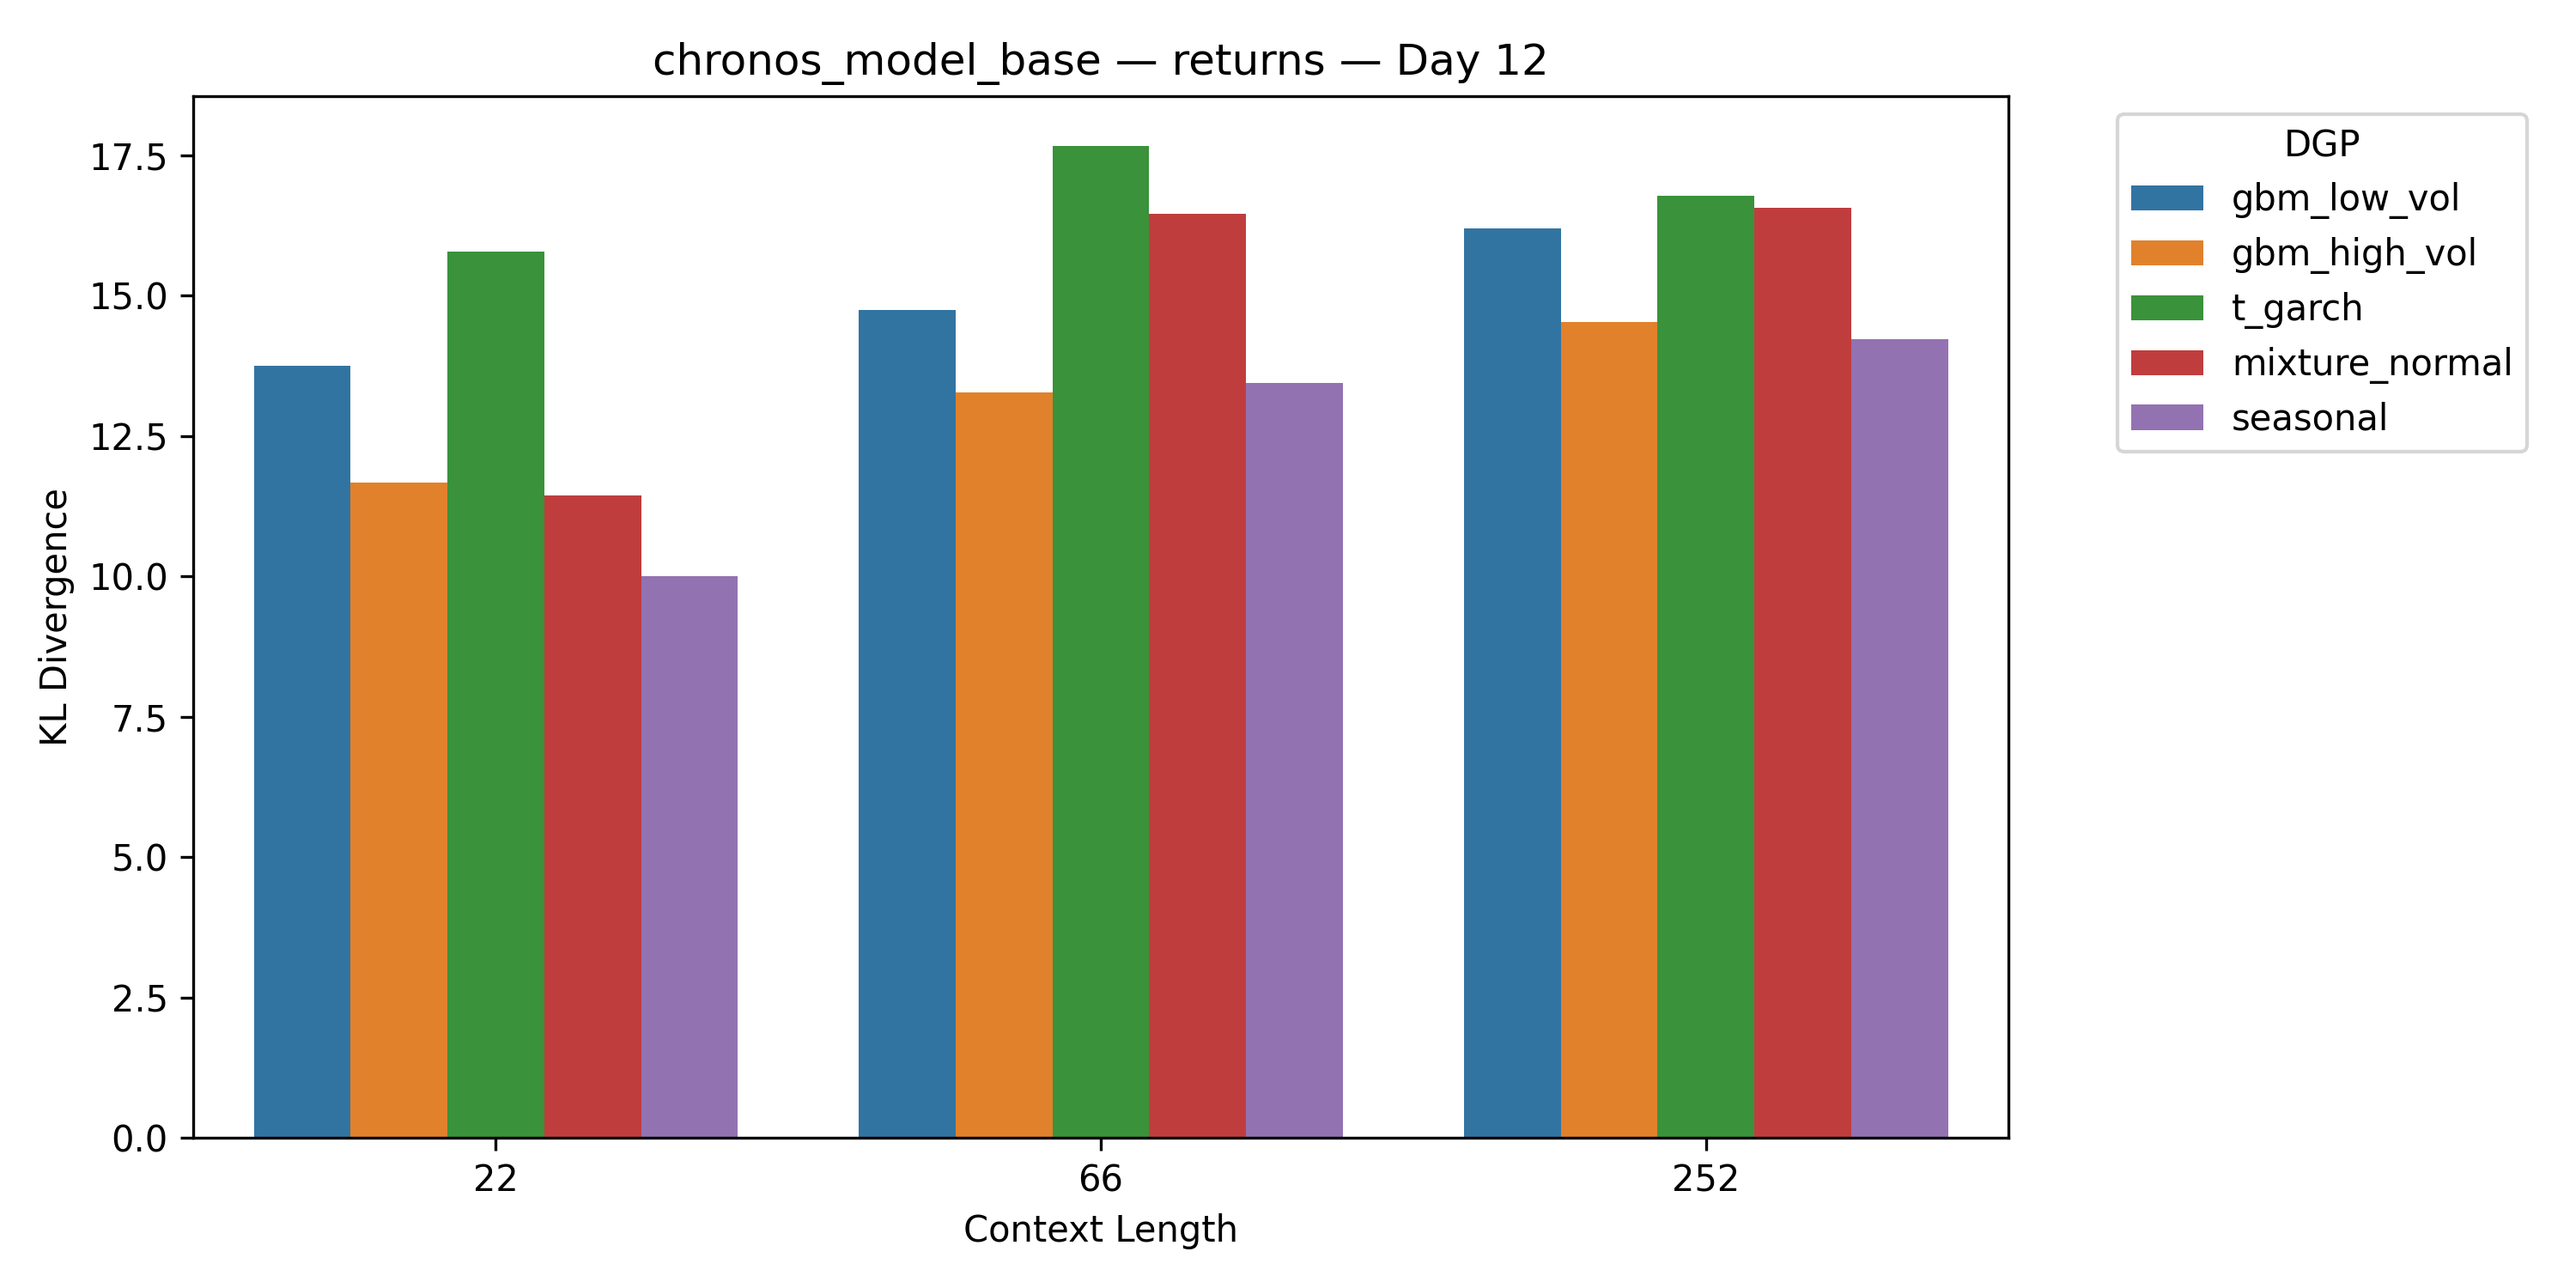 chronos_model_base — returns — Day 12
KL Divergence
17.5
15.0
12.5
10.0
7.5
5.0
2.5
0.0
22
66
252
Context Length
DGP
gbm_low_vol
gbm_high_vol
t_garch
mixture_normal
seasonal